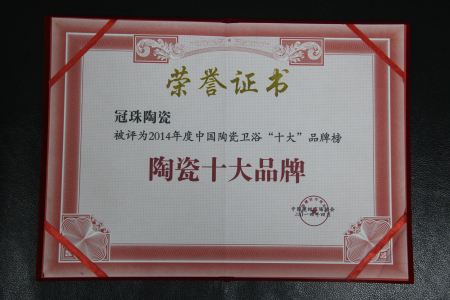 荣誉证书
冠珠陶瓷
被评为2014年度中国陶瓷卫浴“十大”品牌榜
陶瓷十大品牌